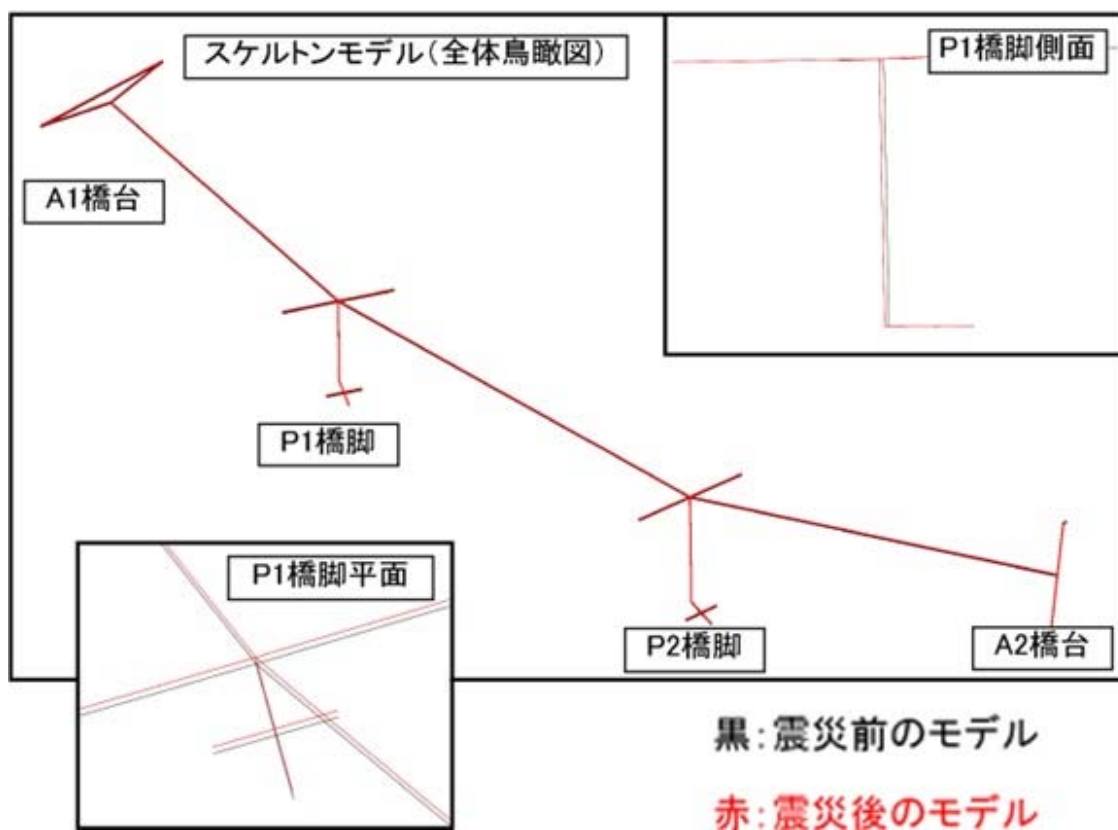 スケルトンモデル(全体鳥瞰図)
P1橋脚側面
A1橋台
P1橋脚
P1橋脚平面
P2橋脚
A2橋台
黒:震災前のモデル
赤:震災後のモデル